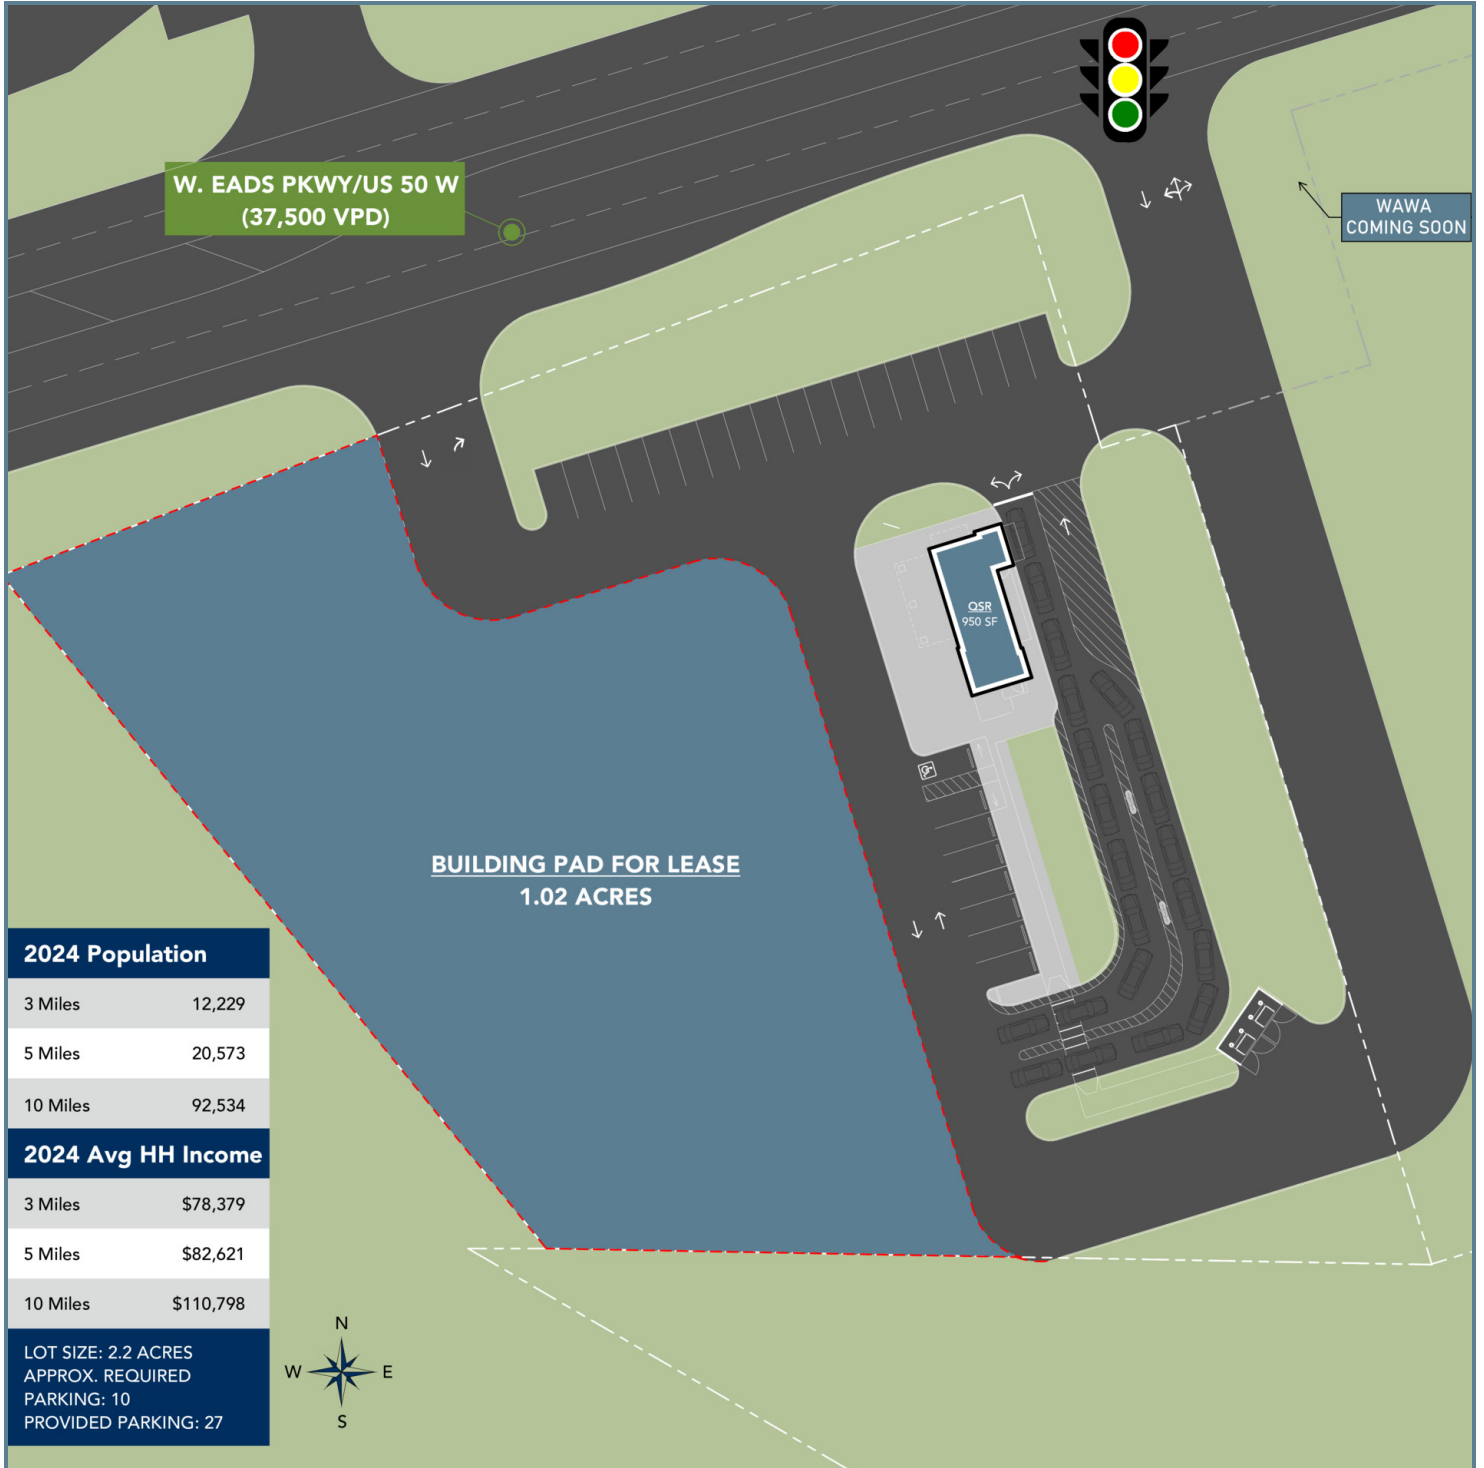 W. EADS PKWY/US 50 W
(37,500 VPD)
WAWA
COMING SOON
QSR
950 SF
BUILDING PAD FOR LEASE
1.02 ACRES
2024 Population
3 Miles 12,229
5 Miles 20,573
10 Miles 92,534
2024 Avg HH Income
3 Miles $78,379
5 Miles $82,621
10 Miles $110,798
LOT SIZE: 2.2 ACRES
APPROX. REQUIRED
PARKING: 10
PROVIDED PARKING: 27
N
W E
S